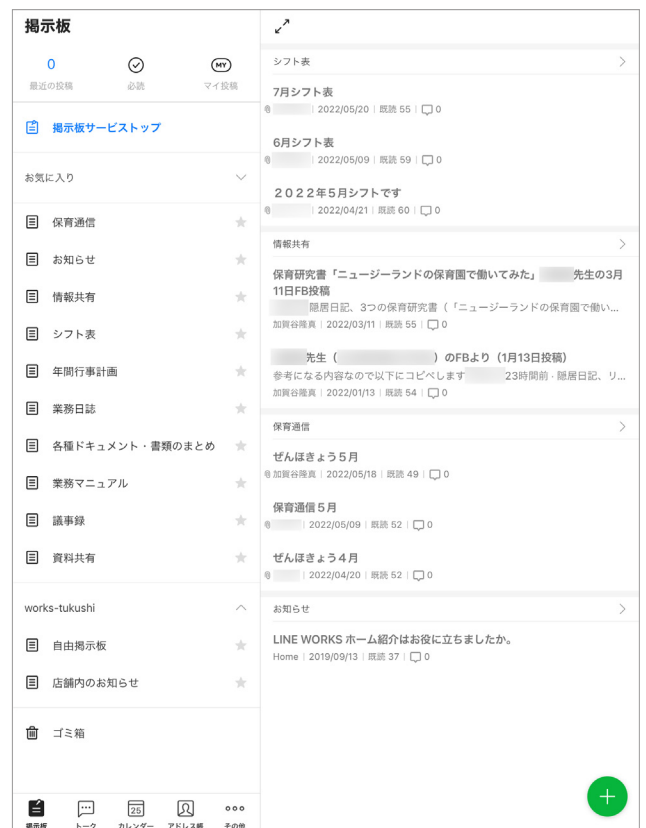 掲示板
0
MY
最近の投稿
必読
マイ投稿
掲示板サービストップ
お気に入り
保育通信
お知らせ
情報共有
シフト表
年間行事計画
業務日誌
各種ドキュメント・書類のまとめ
業務マニュアル
議事録
資料共有
works-tukushi
自由掲示板
店舗内のお知らせ
ゴミ箱
25
掲示板
トーク
カレンダー
アドレス帳
その他
シフト表
7月シフト表
2022/05/20 | 既読 55 | 0
6月シフト表
2022/05/09 | 既読 59 | 0
２０２２年５月シフトです
2022/04/21 | 既読 60 | 0
情報共有
保育研究書「ニュージーランドの保育園で働いてみた」 先生の3月
11日FB投稿
隠居日記、3つの保育研究書（「ニュージーランドの保育園で働い...
加賀谷隆真 | 2022/03/11 | 既読 55 | 0
先生（ ）のFBより（1月13日投稿）
参考になる内容なので以下にコピペします 23時間前 · 隠居日記、リ...
加賀谷隆真 | 2022/01/13 | 既読 54 | 0
保育通信
ぜんほきょう５月
加賀谷隆真 | 2022/05/18 | 既読 49 | 0
保育通信５月
2022/05/09 | 既読 52 | 0
ぜんほきょう４月
2022/04/20 | 既読 52 | 0
お知らせ
LINE WORKS ホーム紹介はお役に立ちましたか。
Home | 2019/09/13 | 既読 37 | 0